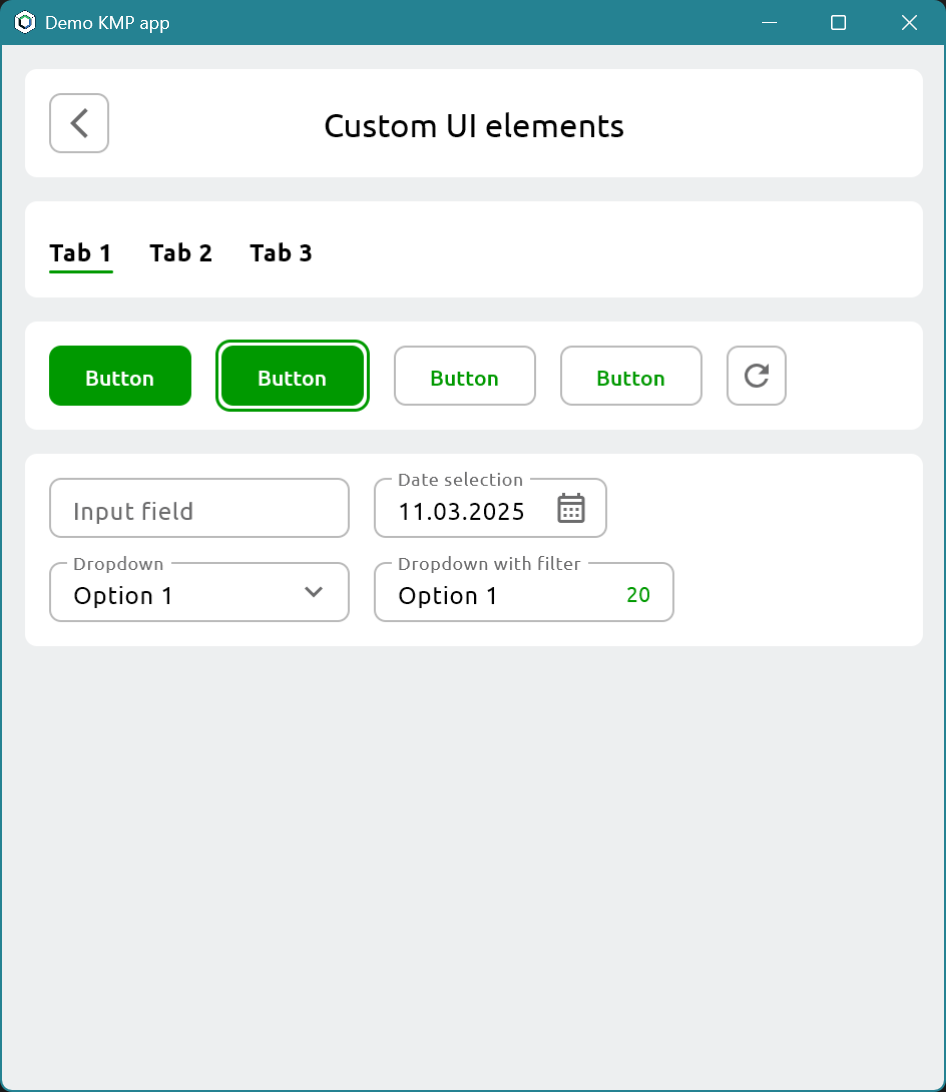 Demo KMP app
Custom UI elements
Tab 1 Tab 2 Tab 3
Button Button Button Button
Date selection
Input field 11.03.2025
Dropdown Dropdown with filter
Option 1 Option 1 20